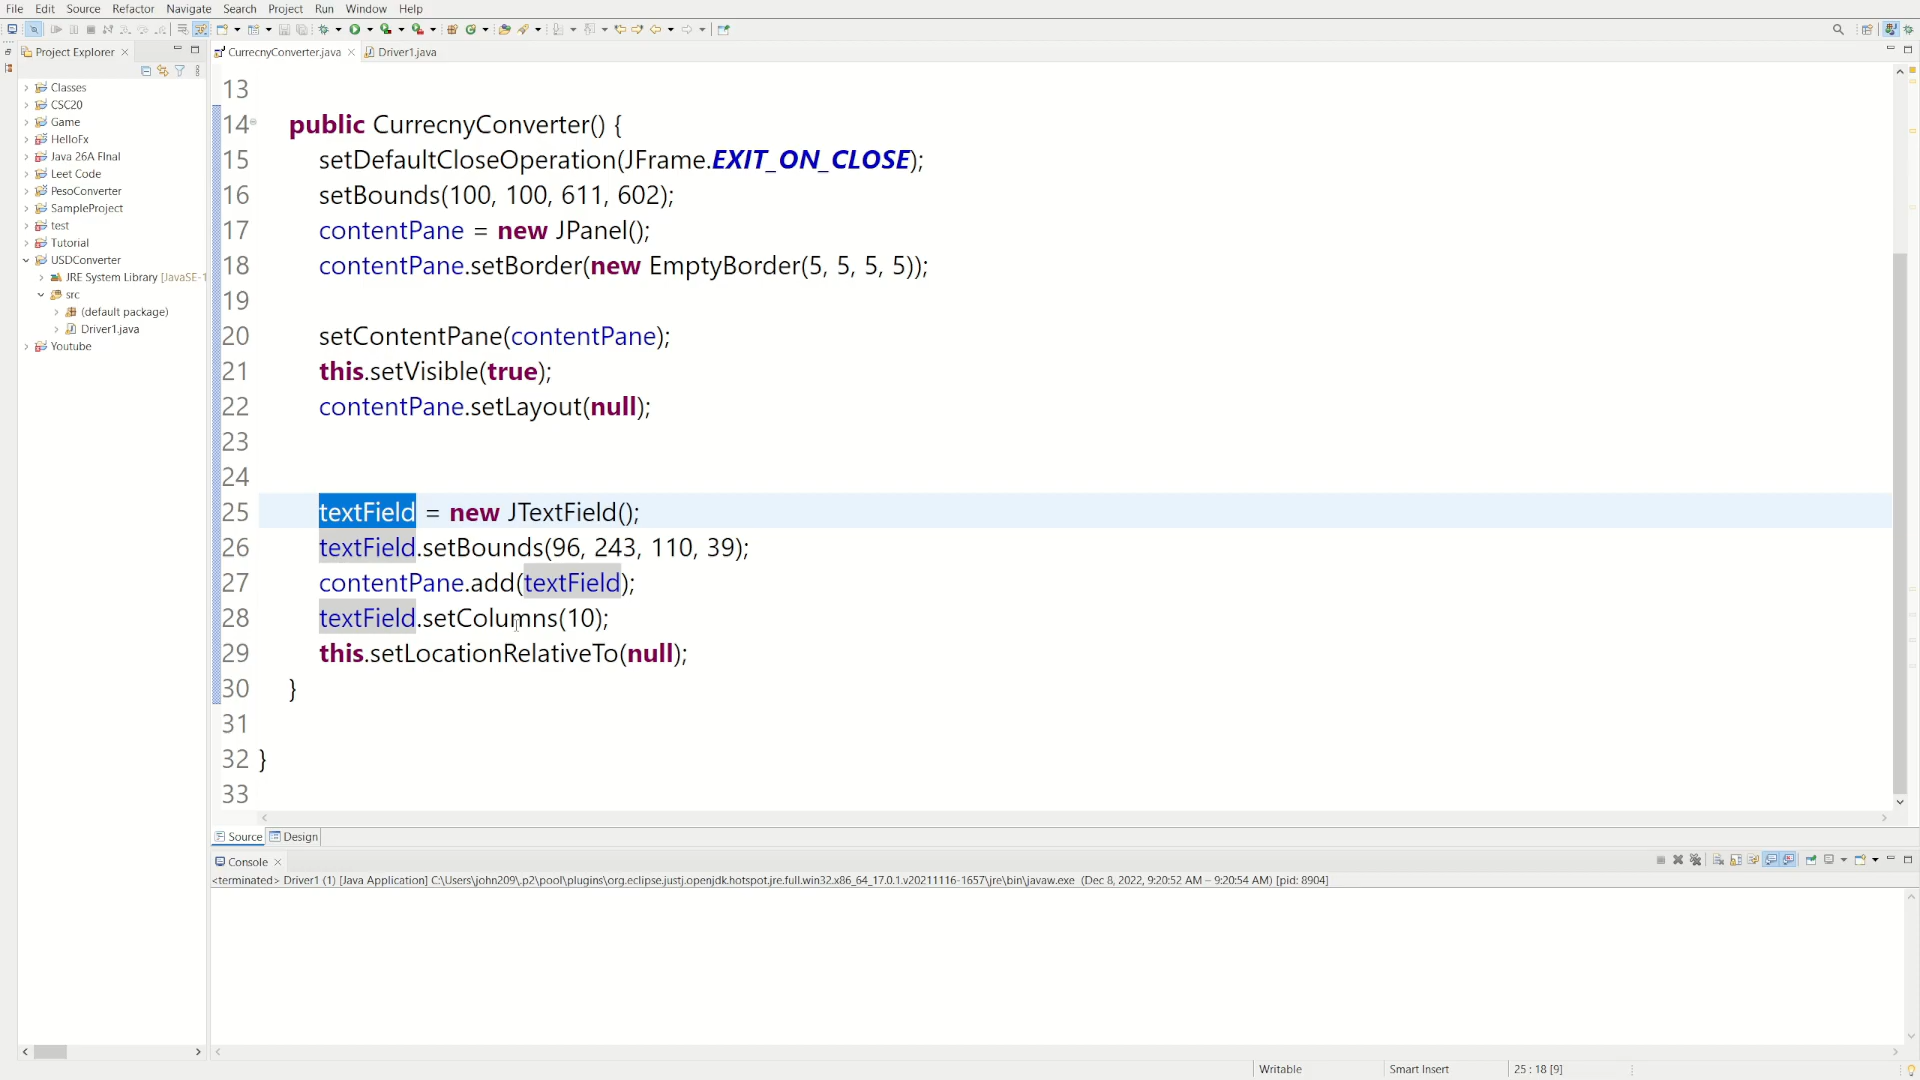 File Edit Source Refactor Navigate Search Project Run Window Help
Project Explorer
CurrecnyConverter.java
Driver1.java
Classes
CSC20
Game
HelloFx
Java 26A FInal
Leet Code
PesoConverter
SampleProject
test
Tutorial
USDConverter
JRE System Library [JavaSE-1
src
(default package)
Driver1.java
Youtube
13
14 public CurrecnyConverter() {
15 setDefaultCloseOperation(JFrame.EXIT_ON_CLOSE);
16 setBounds(100, 100, 611, 602);
17 contentPane = new JPanel();
18 contentPane.setBorder(new EmptyBorder(5, 5, 5, 5));
19
20 setContentPane(contentPane);
21 this.setVisible(true);
22 contentPane.setLayout(null);
23
24
25 textField = new JTextField();
26 textField.setBounds(96, 243, 110, 39);
27 contentPane.add(textField);
28 textField.setColumns(10);
29 this.setLocationRelativeTo(null);
30 }
31
32 }
33
Source Design
Console
<terminated> Driver1 (1) [Java Application] C:\Users\john209\.p2\pool\plugins\org.eclipse.justj.openjdk.hotspot.jre.full.win32.x86_64_17.0.1.v20211116-1657\jre\bin\javaw.exe (Dec 8, 2022, 9:20:52 AM – 9:20:54 AM) [pid: 8904]
Writable Smart Insert 25 : 18 [9]